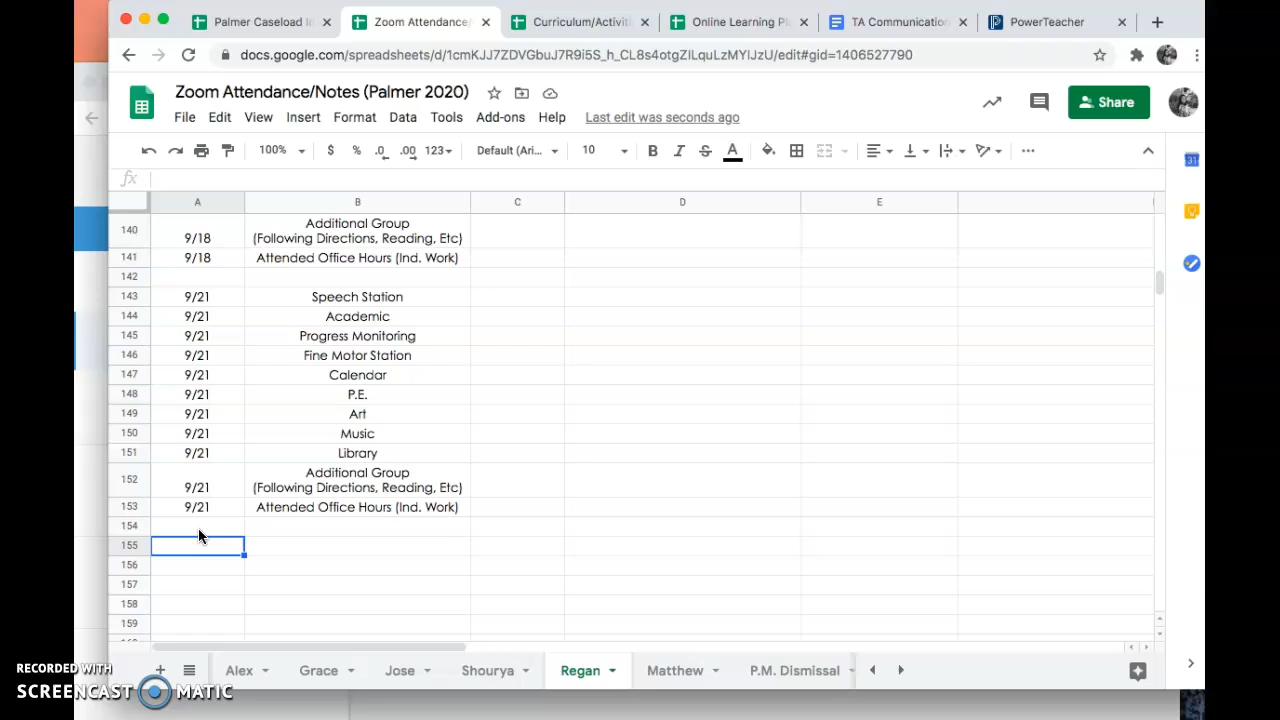 Palmer Caseload I
Zoom Attendance/
Curriculum/Activiti
Online Learning Pl
TA Communication
PowerTeacher
docs.google.com/spreadsheets/d/1cmKJJ7ZDVGbuJ7R9i5S_h_CL8s4otgZILquLzMYlJzU/edit#gid=1406527790
Zoom Attendance/Notes (Palmer 2020)
File Edit View Insert Format Data Tools Add-ons Help Last edit was seconds ago
Share
100% $ % .0 .00 123 Default (Ari... 10 B I S A
fx
A B C D E
140 9/18 Additional Group
(Following Directions, Reading, Etc)
141 9/18 Attended Office Hours (Ind. Work)
142
143 9/21 Speech Station
144 9/21 Academic
145 9/21 Progress Monitoring
146 9/21 Fine Motor Station
147 9/21 Calendar
148 9/21 P.E.
149 9/21 Art
150 9/21 Music
151 9/21 Library
152 9/21 Additional Group
(Following Directions, Reading, Etc)
153 9/21 Attended Office Hours (Ind. Work)
154
155
156
157
158
159
Alex Grace Jose Shourya Regan Matthew P.M. Dismissal
31
RECORDED WITH
SCREENCAST MATIC